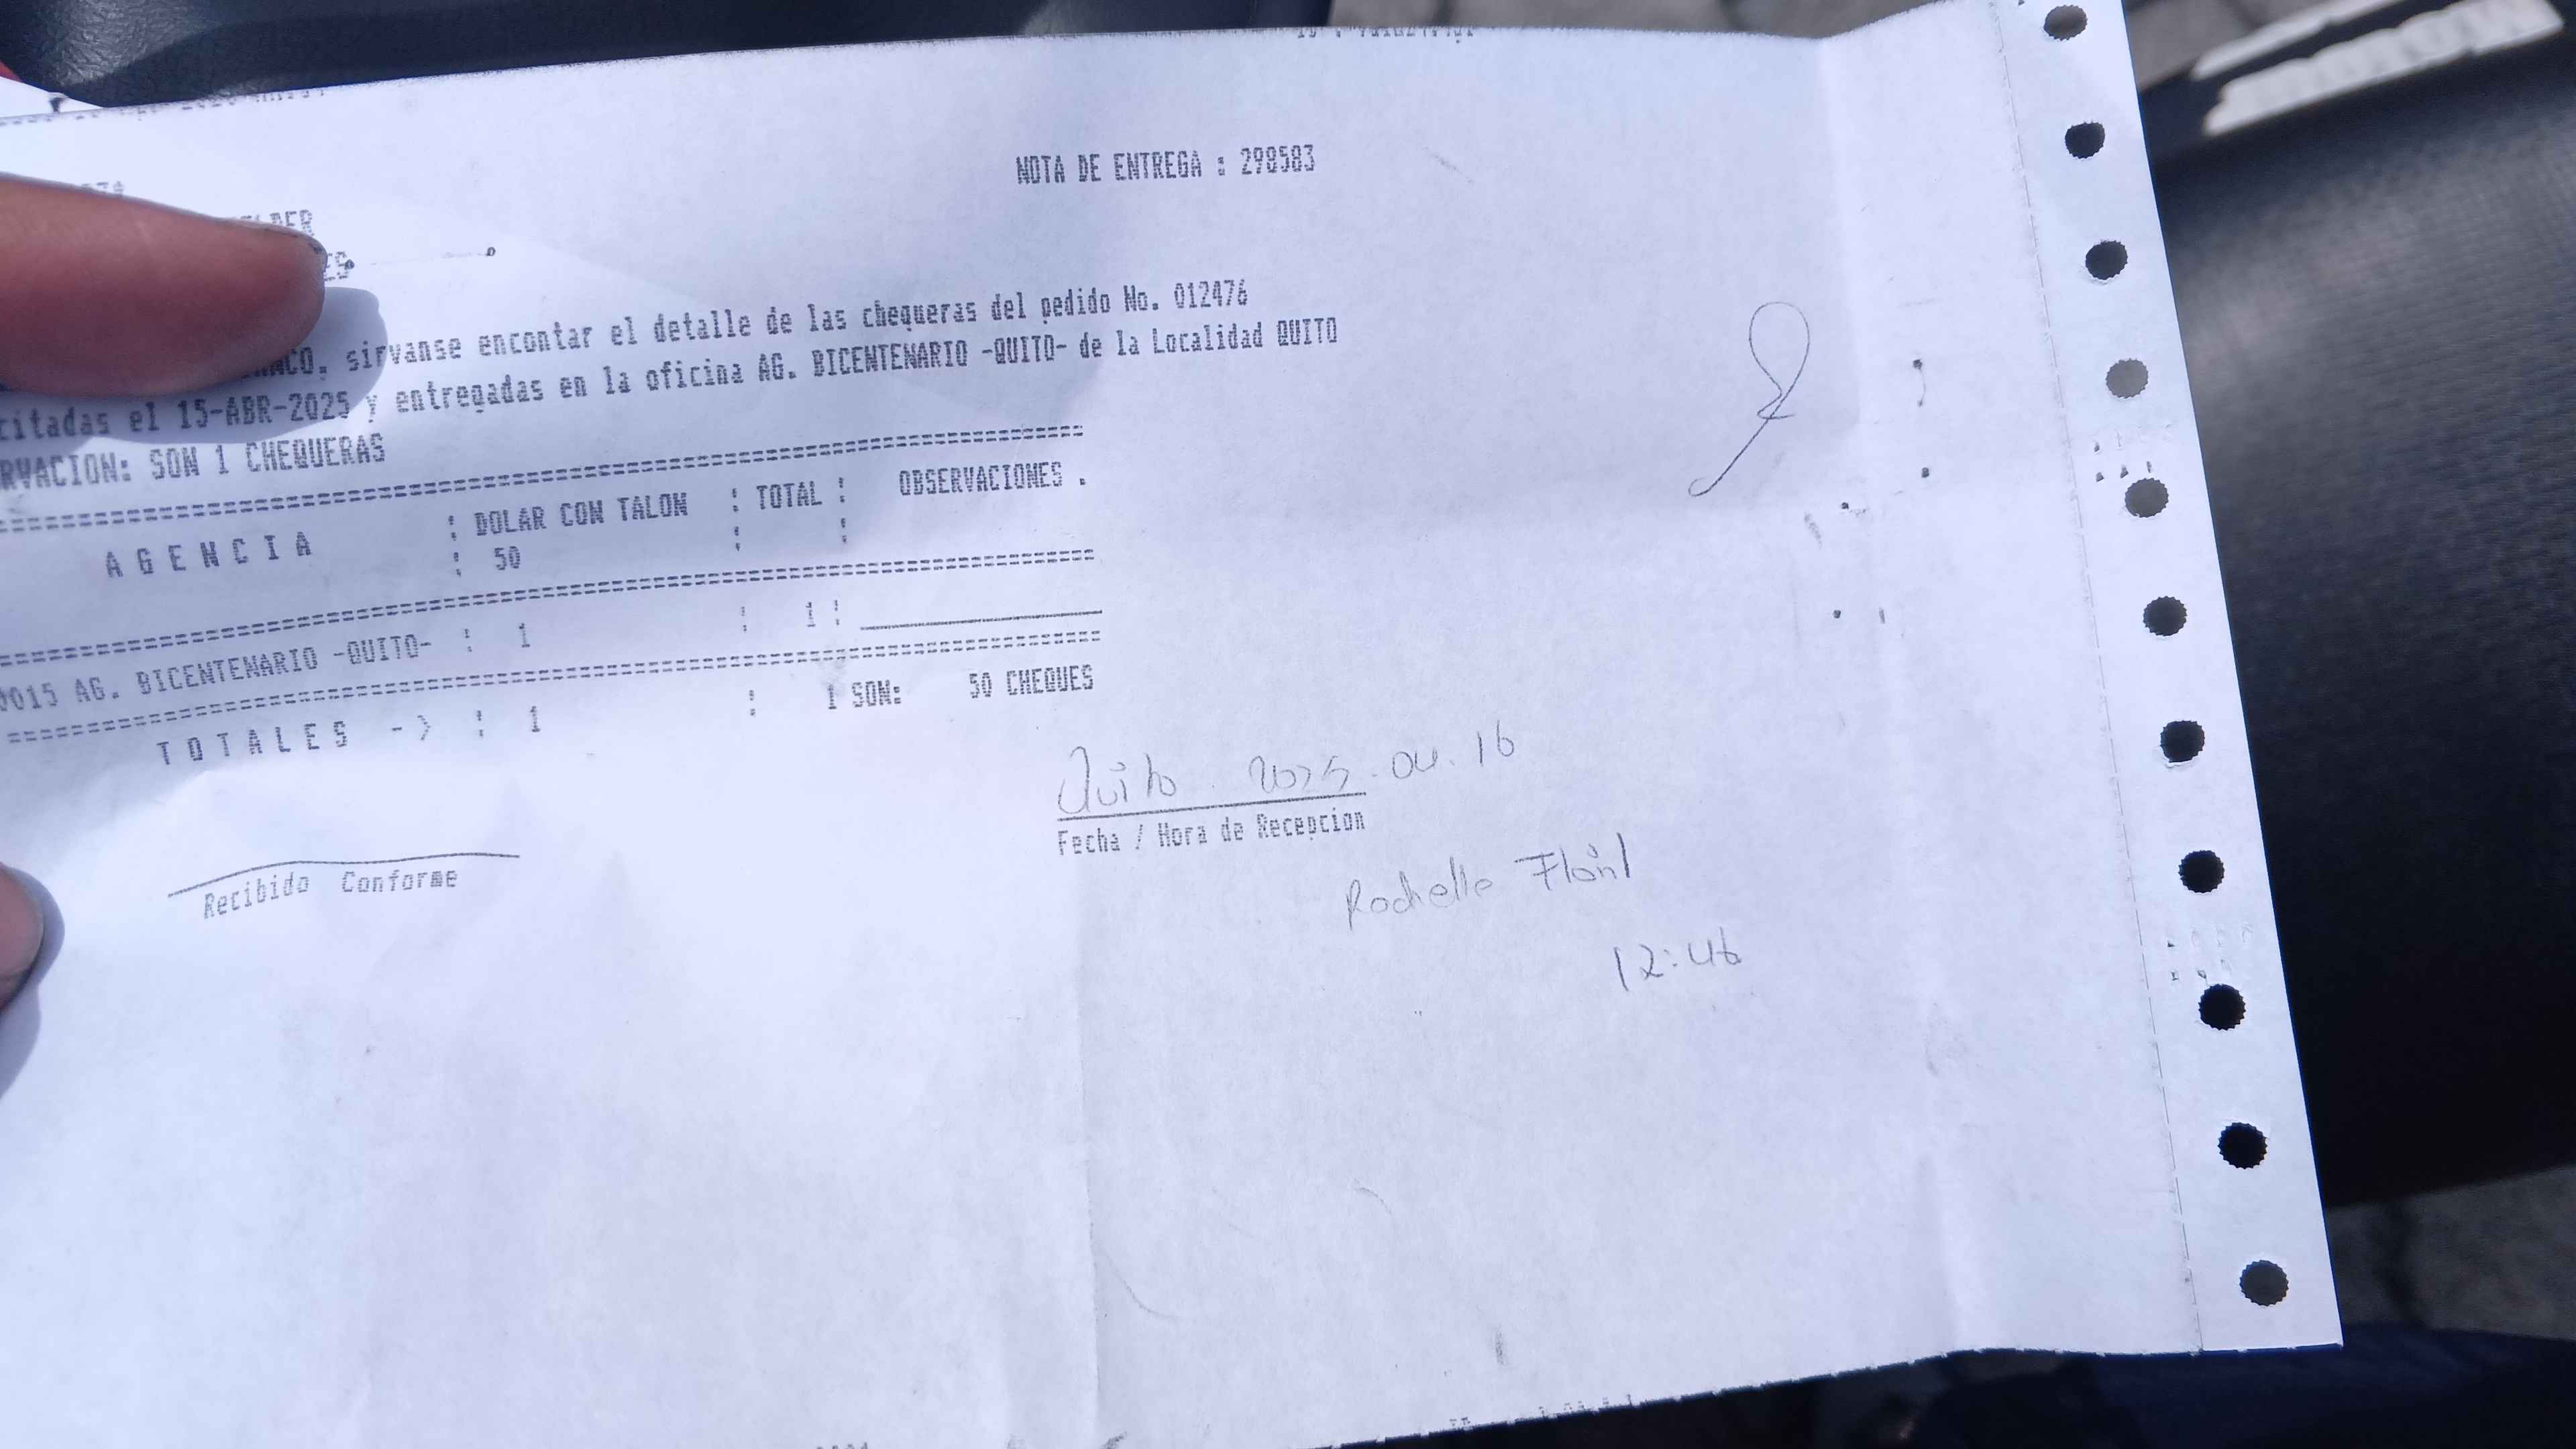 NOTA DE ENTREGA : 298583
sirvanse encontar el detalle de las chequeras del pedido No. 012476
citadas el 15-ABR-2025 y entregadas en la oficina AG. BICENTENARIO -QUITO- de la Localidad QUITO
RVACION: SON 1 CHEQUERAS
A G E N C I A : DOLAR CON TALON : TOTAL : OBSERVACIONES .
: 50 : :
0015 AG. BICENTENARIO -QUITO- : 1 : 1 :
T O T A L E S -> : 1 : 1 SON: 50 CHEQUES
Quito 2025.04.16
Fecha / Hora de Recepcion
Recibido Conforme
Rochelle
12:46